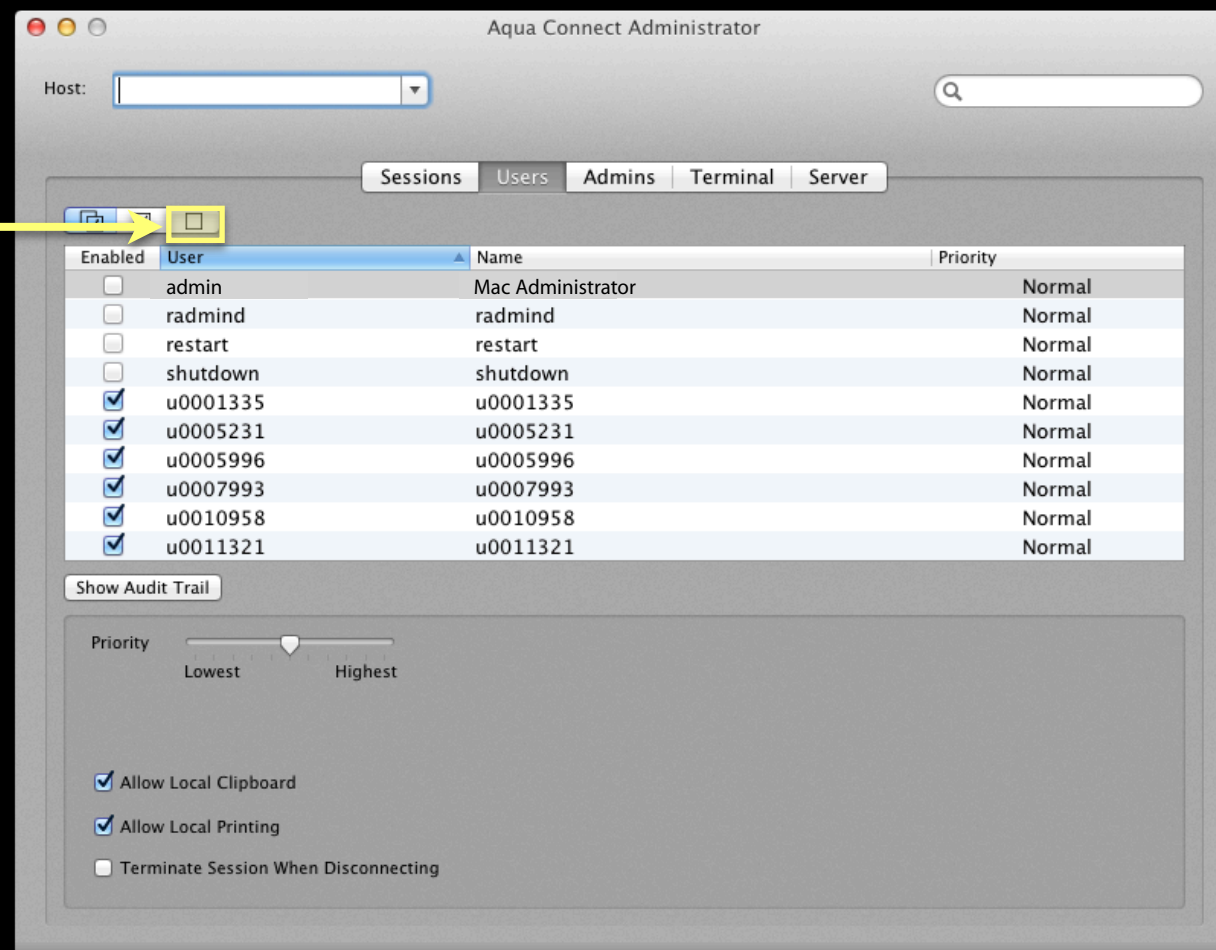 Aqua Connect Administrator
Host:
Sessions Users Admins Terminal Server
Enabled User Name Priority
admin Mac Administrator Normal
radmind radmind Normal
restart restart Normal
shutdown shutdown Normal
u0001335 u0001335 Normal
u0005231 u0005231 Normal
u0005996 u0005996 Normal
u0007993 u0007993 Normal
u0010958 u0010958 Normal
u0011321 u0011321 Normal
Show Audit Trail
Priority
Lowest Highest
Allow Local Clipboard
Allow Local Printing
Terminate Session When Disconnecting